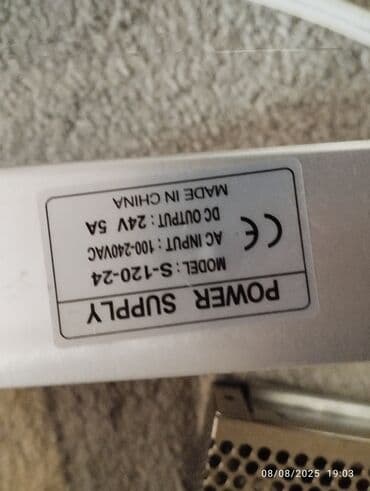 POWER SUPPLY
MODEL: S-120-24
AC INPUT : 100-240VAC
DC OUTPUT : 24V 5A
MADE IN CHINA
CE
08/08/2025 19:03